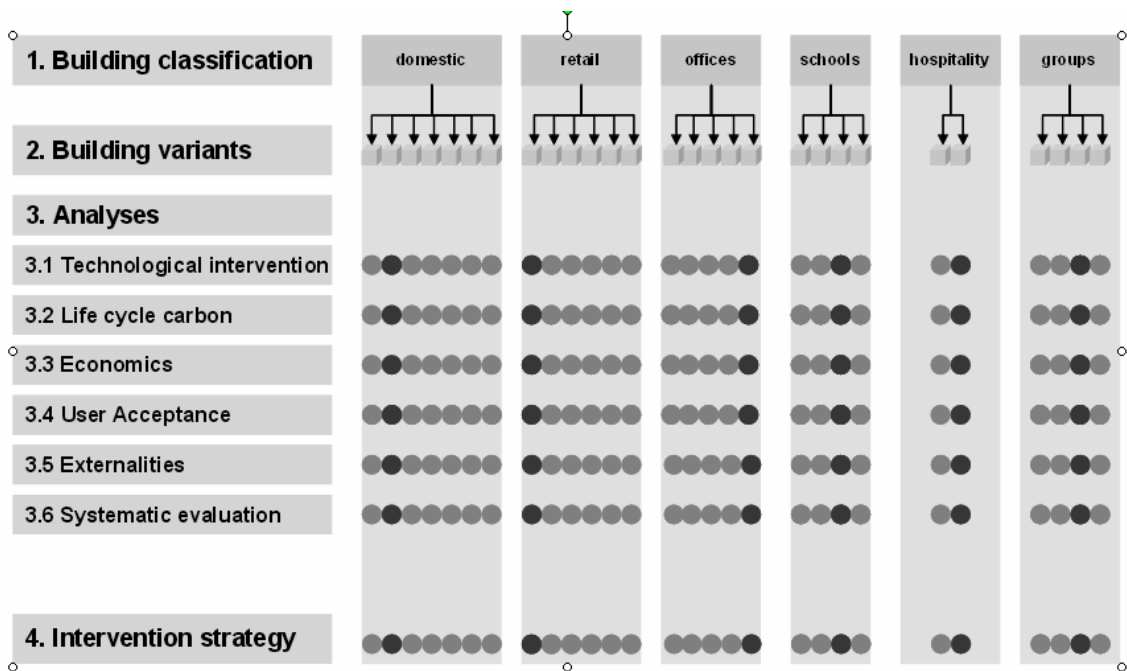 1. Building classification
domestic
retail
offices
schools
hospitality
groups
2. Building variants
3. Analyses
3.1 Technological intervention
3.2 Life cycle carbon
3.3 Economics
3.4 User Acceptance
3.5 Externalities
3.6 Systematic evaluation
4. Intervention strategy